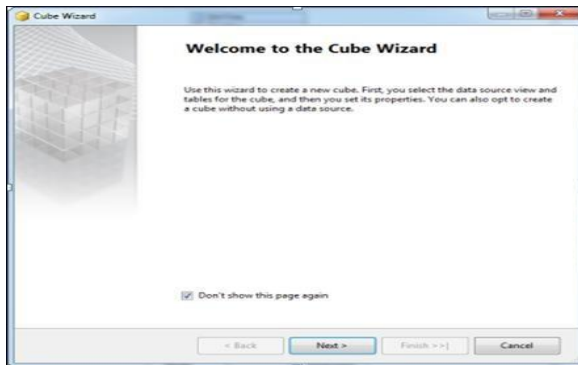 Cube Wizard
Welcome to the Cube Wizard
Use this wizard to create a new cube. First, you select the data source view and
tables for the cube, and then you set its properties. You can also opt to create
a cube without using a data source.
Don't show this page again
< Back Next > Finish >>| Cancel